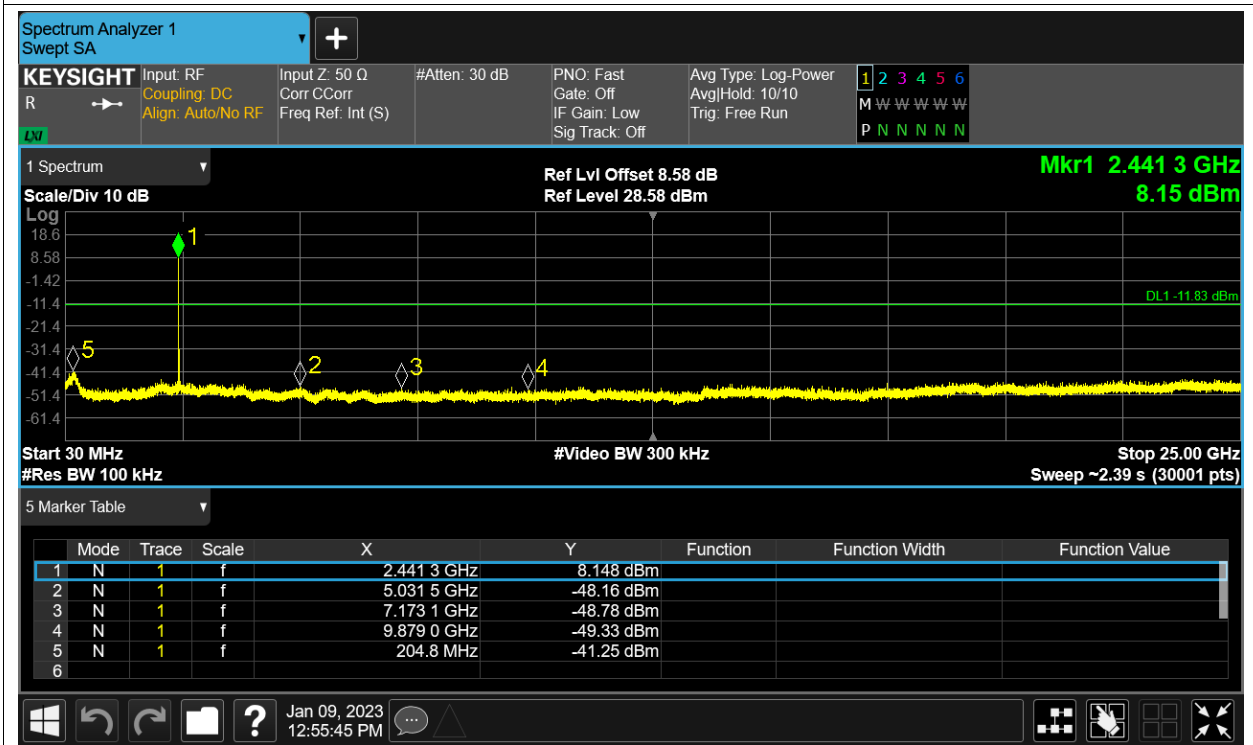 Spectrum Analyzer 1
Swept SA
KEYSIGHT
R
LXI
Input: RF
Coupling: DC
Align: Auto/No RF
Input Z: 50 Ω
Corr CCorr
Freq Ref: Int (S)
#Atten: 30 dB
PNO: Fast
Gate: Off
IF Gain: Low
Sig Track: Off
Avg Type: Log-Power
Avg|Hold: 10/10
Trig: Free Run
1 2 3 4 5 6
M W W W W W
P N N N N N
1 Spectrum
Scale/Div 10 dB
Ref Lvl Offset 8.58 dB
Ref Level 28.58 dBm
Mkr1 2.441 3 GHz
8.15 dBm
Log
18.6
8.58
-1.42
-11.4
-21.4
-31.4
-41.4
-51.4
-61.4
1
DL1 -11.83 dBm
5
2
3
4
Start 30 MHz
#Res BW 100 kHz
#Video BW 300 kHz
Stop 25.00 GHz
Sweep ~2.39 s (30001 pts)
5 Marker Table
Mode Trace Scale X Y Function Function Width Function Value
1 N 1 f 2.441 3 GHz 8.148 dBm
2 N 1 f 5.031 5 GHz -48.16 dBm
3 N 1 f 7.173 1 GHz -48.78 dBm
4 N 1 f 9.879 0 GHz -49.33 dBm
5 N 1 f 204.8 MHz -41.25 dBm
6
?
Jan 09, 2023
12:55:45 PM